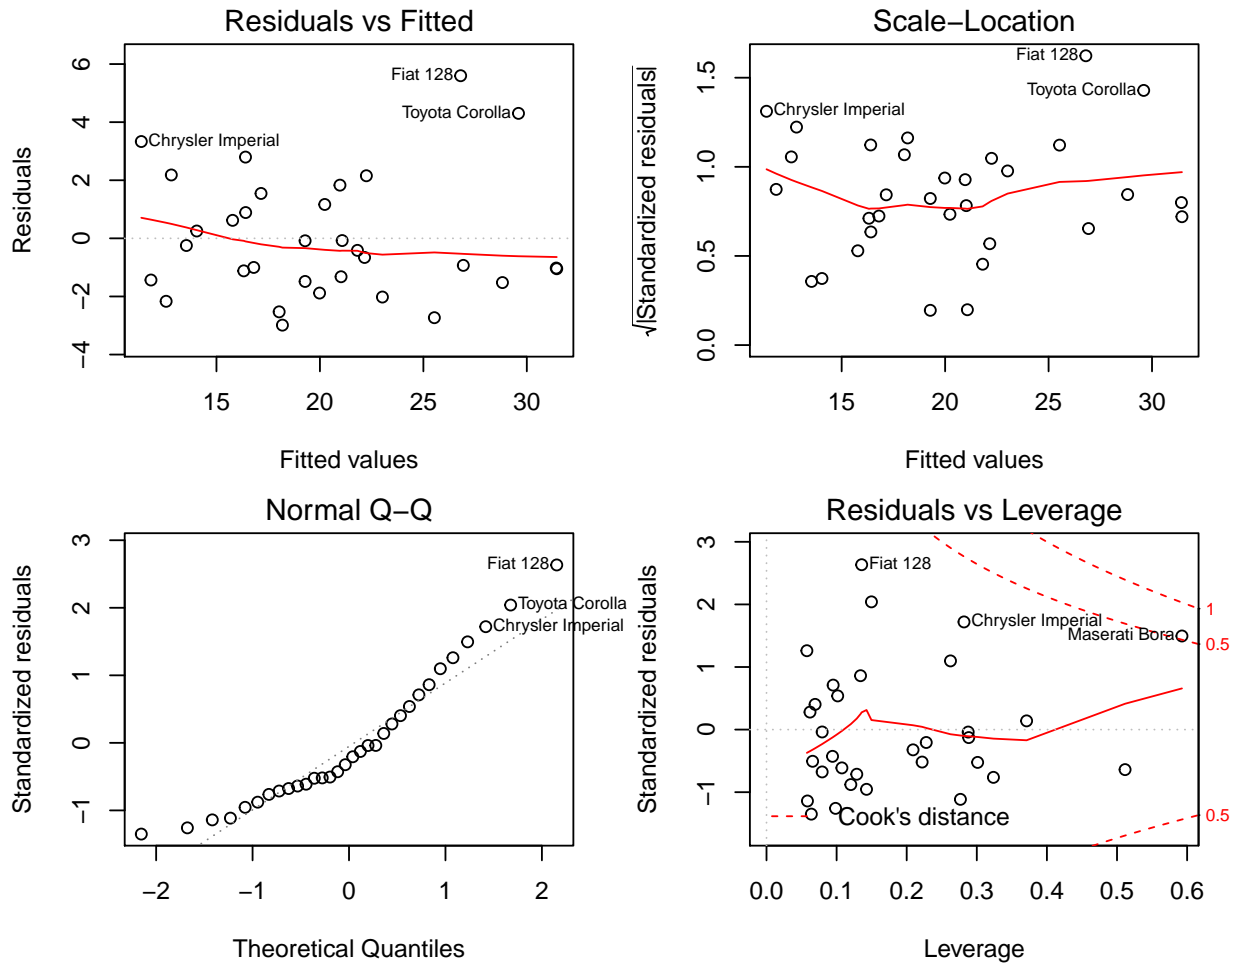 Residuals vs Fitted
Residuals
6
4
2
0
−2
−4
Fiat 128
Toyota Corolla
Chrysler Imperial
15 20 25 30
Fitted values
Scale−Location
√|Standardized residuals|
1.5
1.0
0.5
0.0
Fiat 128
Toyota Corolla
Chrysler Imperial
15 20 25 30
Fitted values
Normal Q−Q
Standardized residuals
3
2
1
0
−1
Fiat 128
Toyota Corolla
Chrysler Imperial
−2 −1 0 1 2
Theoretical Quantiles
Residuals vs Leverage
Standardized residuals
3
2
1
0
−1
Fiat 128
Chrysler Imperial
Maserati Bora
1
0.5
0.5
Cook's distance
0.0 0.1 0.2 0.3 0.4 0.5 0.6
Leverage